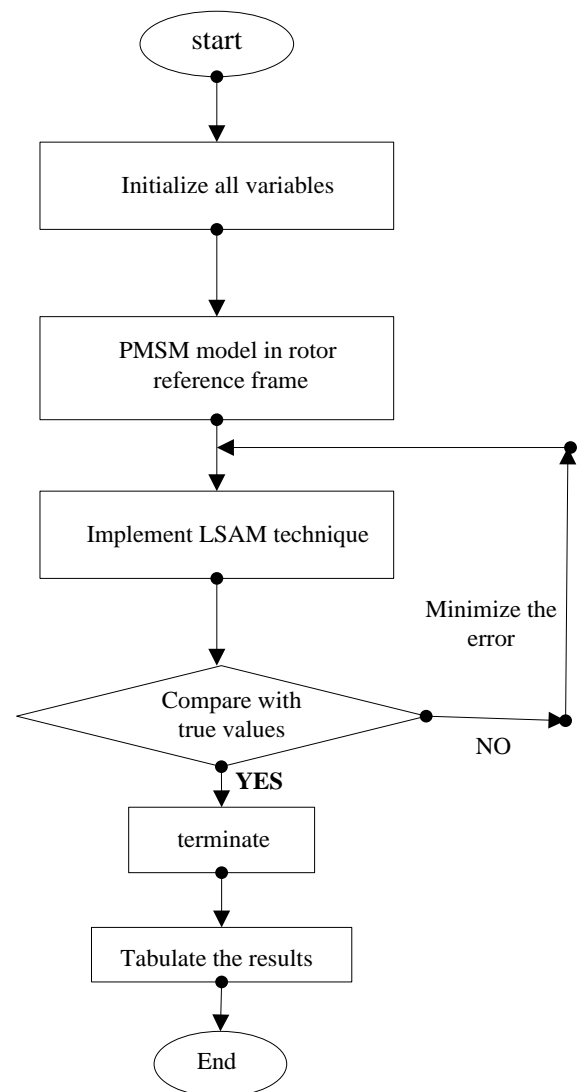 start
Initialize all variables
PMSM model in rotor
reference frame
Implement LSAM technique
Minimize the
error
Compare with
true values
NO
YES
terminate
Tabulate the results
End